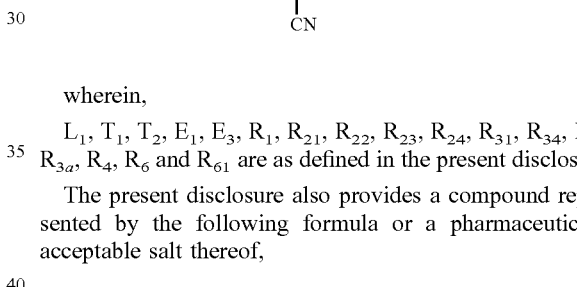 30
CN
wherein,
L₁, T₁, T₂, E₁, E₃, R₁, R₂₁, R₂₂, R₂₃, R₂₄, R₃₁, R₃₄,
35
R₃ₐ, R₄, R₆ and R₆₁ are as defined in the present disclos
The present disclosure also provides a compound rep
sented by the following formula or a pharmaceutic
acceptable salt thereof,
40